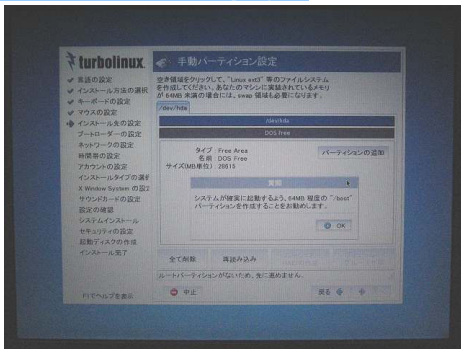 turbolinux
手動パーティション設定
言語の設定
インストール方法の選択
キーボードの設定
マウスの設定
インストール先の設定
ブートローダーの設定
ネットワークの設定
時間帯の設定
アカウントの設定
インストールタイプの選択
X Window System の設定
サウンドカードの設定
設定の確認
システムインストール
セキュリティの設定
起動ディスクの作成
インストール完了
F1でヘルプを表示
空き領域をクリックして、"Linux ext3" 等のファイルシステム
を作成してください。あなたのマシンに実装されているメモリ
が 64MB 未満の場合には、swap 領域も必要になります。
/dev/hda
/dev/hda
DOS Free
タイプ : Free Area
名前 : DOS Free
サイズ(MB単位) : 28615
パーティションの追加
システムが確実に起動するよう、64MB 程度の "/boot"
パーティションを作成することをお勧めします。
OK
全て削除
再読み込み
ルートパーティションがないため、先に進めません。
中止
戻る